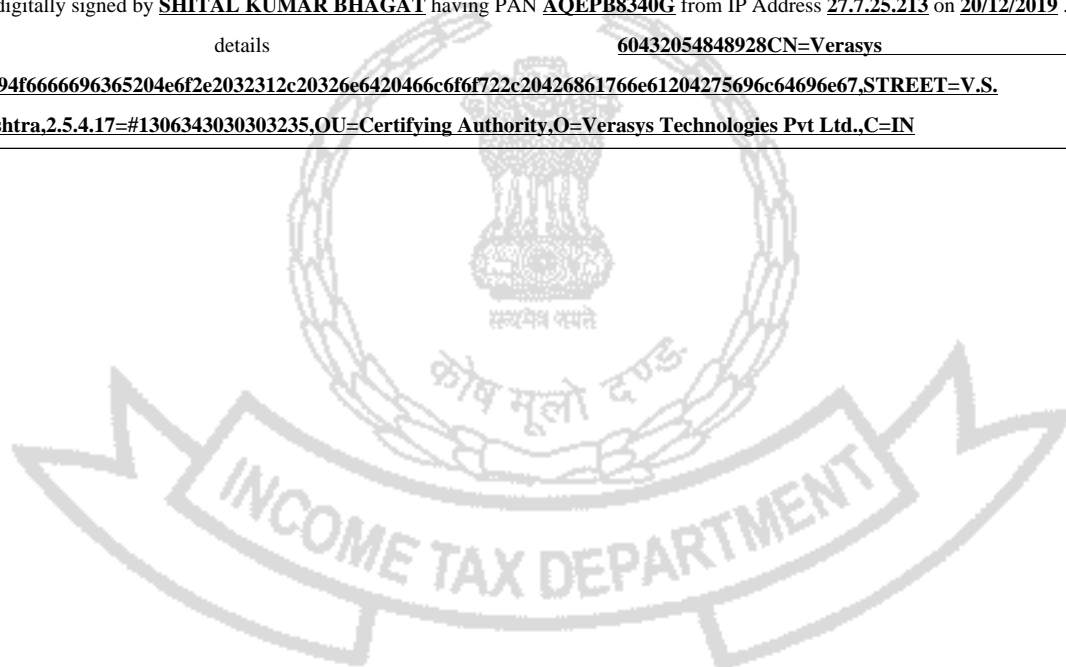 digitally signed by SHITAL KUMAR BHAGAT having PAN AQEPB8340G from IP Address 27.7.25.213 on 20/12/2019
details 60432054848928CN=Verasys
94f6666696365204e6f2e2032312c20326e6420466c6f6f722c20426861766e61204275696c64696e67,STREET=V.S.
htra,2.5.4.17=#1306343030303235,OU=Certifying Authority,O=Verasys Technologies Pvt Ltd.,C=IN
सत्यमेव जयते
कोष मूलो दण्ड:
INCOME TAX DEPARTMENT